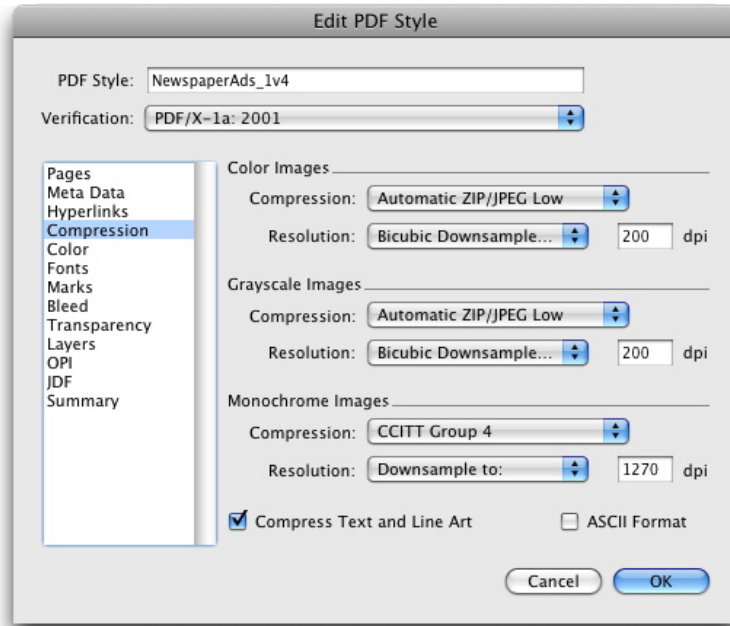 Edit PDF Style
PDF Style: NewspaperAds_1v4
Verification: PDF/X-1a: 2001
Pages
Meta Data
Hyperlinks
Compression
Color
Fonts
Marks
Bleed
Transparency
Layers
OPI
JDF
Summary
Color Images
Compression: Automatic ZIP/JPEG Low
Resolution: Bicubic Downsample... 200 dpi
Grayscale Images
Compression: Automatic ZIP/JPEG Low
Resolution: Bicubic Downsample... 200 dpi
Monochrome Images
Compression: CCITT Group 4
Resolution: Downsample to: 1270 dpi
Compress Text and Line Art ASCII Format
Cancel OK